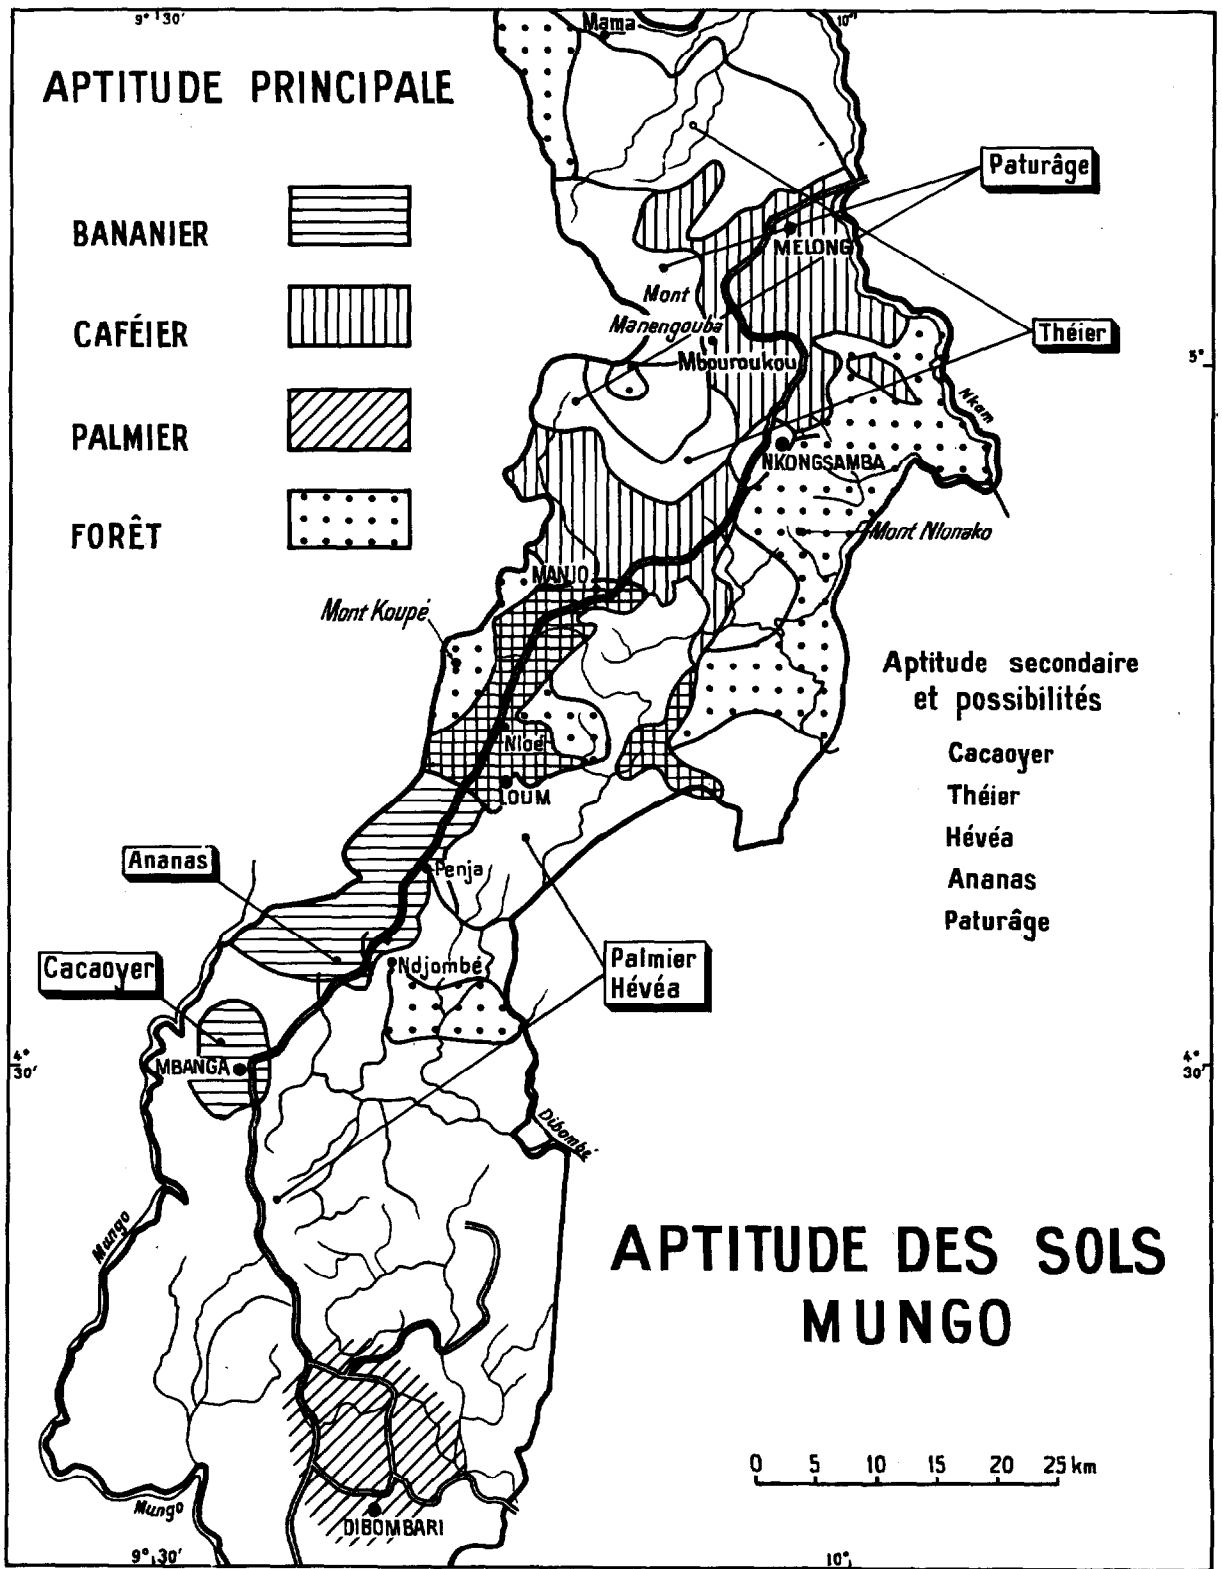 9° 30'
Mama
10°
APTITUDE PRINCIPALE
BANANIER
CAFÉIER
PALMIER
FORÊT
Paturâge
MELONG
Mont
Manengouba
Mbouroukou
Théier
5°
Nkam
NKONGSAMBA
Mont Nlonako
MANJO
Mont Koupé
Aptitude secondaire
et possibilités
Cacaoyer
Théier
Hévéa
Ananas
Paturâge
Nloé
LOUM
Ananas
Penja
Cacaoyer
Ndjombé
Palmier
Hévéa
4°
30'
MBANGA
4°
30'
Dibombé
Mungo
APTITUDE DES SOLS
MUNGO
0 5 10 15 20 25 km
Mungo
DIBOMBARI
9° 30'
10°